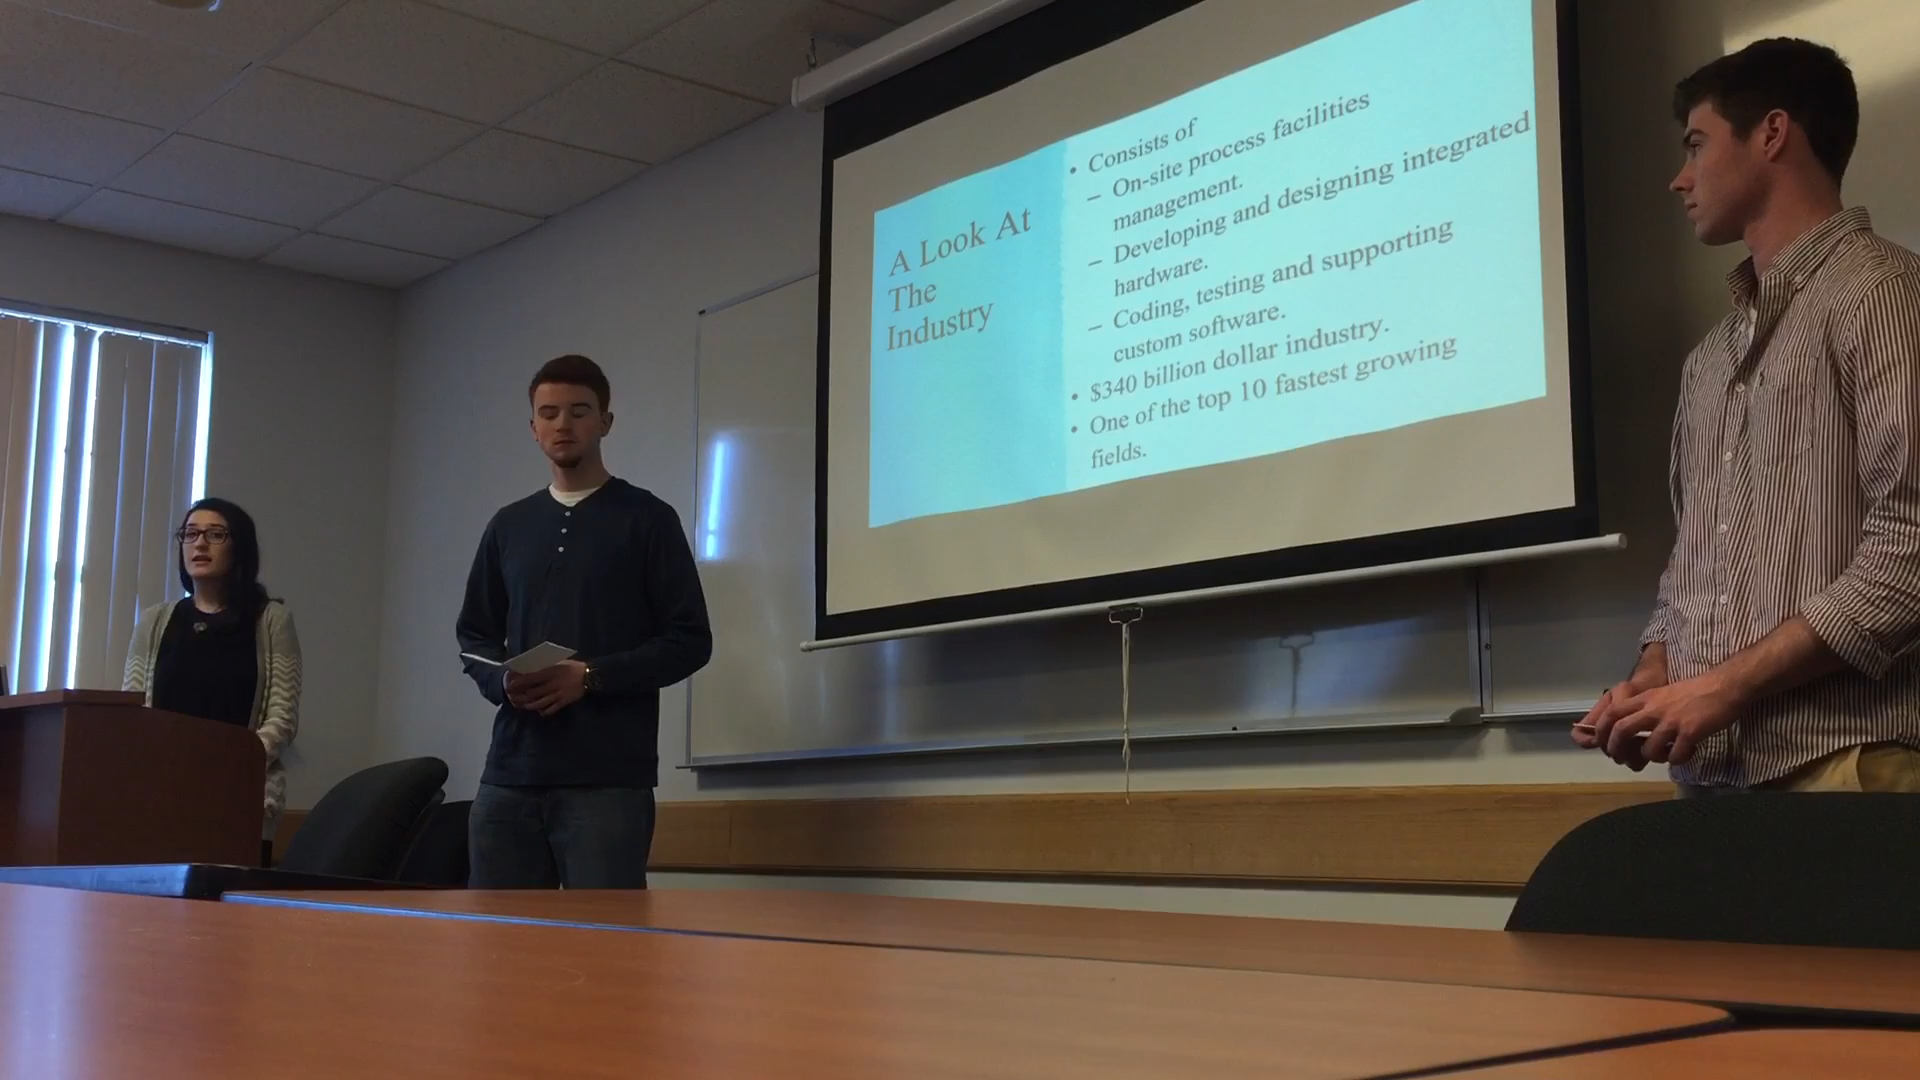 A Look At
The
Industry
• Consists of
– On-site process facilities
management.
– Developing and designing integrated
hardware.
– Coding, testing and supporting
custom software.
• $340 billion dollar industry.
• One of the top 10 fastest growing
fields.